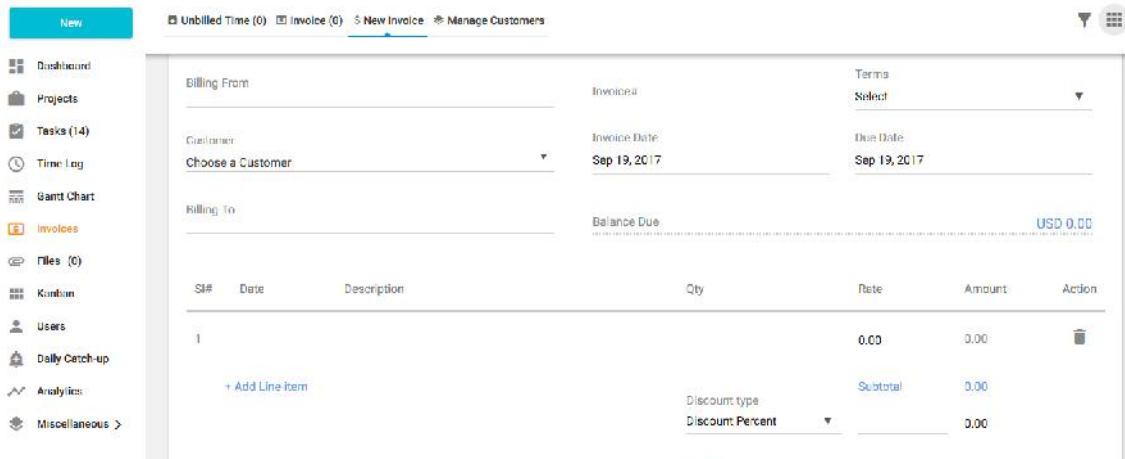 New
Unbilled Time (0) Invoice (0) $ New Invoice Manage Customers
Dashboard
Projects
Tasks (14)
Time Log
Gantt Chart
Invoices
Files (0)
Kanban
Users
Daily Catch-up
Analytics
Miscellaneous >
Billing From
Invoice#
Terms
Select
Customer
Choose a Customer
Invoice Date
Sep 19, 2017
Due Date
Sep 19, 2017
Billing To
Balance Due USD 0.00
Sl# Date Description Qty Rate Amount Action
1 0.00 0.00
+ Add Line-item
Subtotal 0.00
Discount type
Discount Percent 0.00